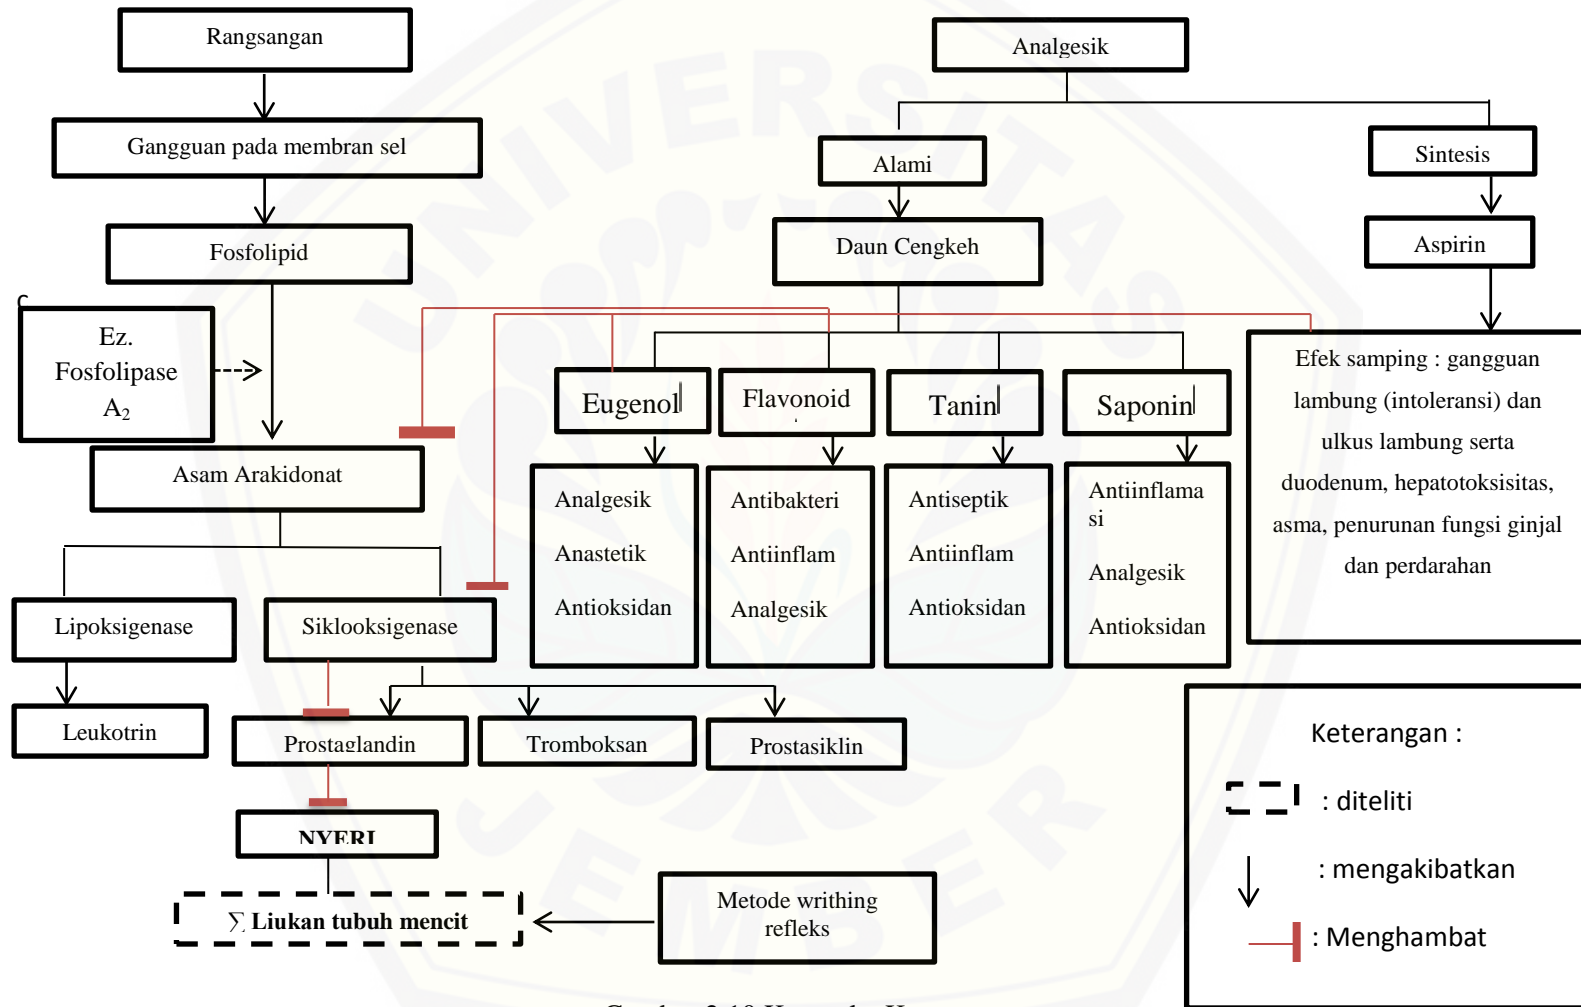 Rangsangan
Analgesik
Gangguan pada membran sel
Alami
Sintesis
Fosfolipid
Daun Cengkeh
Aspirin
Ez.
Fosfolipase
A₂
Efek samping : gangguan
lambung (intoleransi) dan
ulkus lambung serta
duodenum, hepatotoksisitas,
asma, penurunan fungsi ginjal
dan perdarahan
Eugenol
Flavonoid
Tanin
Saponin
Asam Arakidonat
Analgesik
Anastetik
Antioksidan
Antibakteri
Antiinflam
Analgesik
Antiseptik
Antiinflam
Antioksidan
Antiinflama
si
Analgesik
Antioksidan
Lipoksigenase
Siklooksigenase
Leukotrin
Prostaglandin
Tromboksan
Prostasiklin
NYERI
∑ Liukan tubuh mencit
Metode writhing
refleks
Keterangan :
: diteliti
: mengakibatkan
: Menghambat
UNIVERSITAS
JEMBER